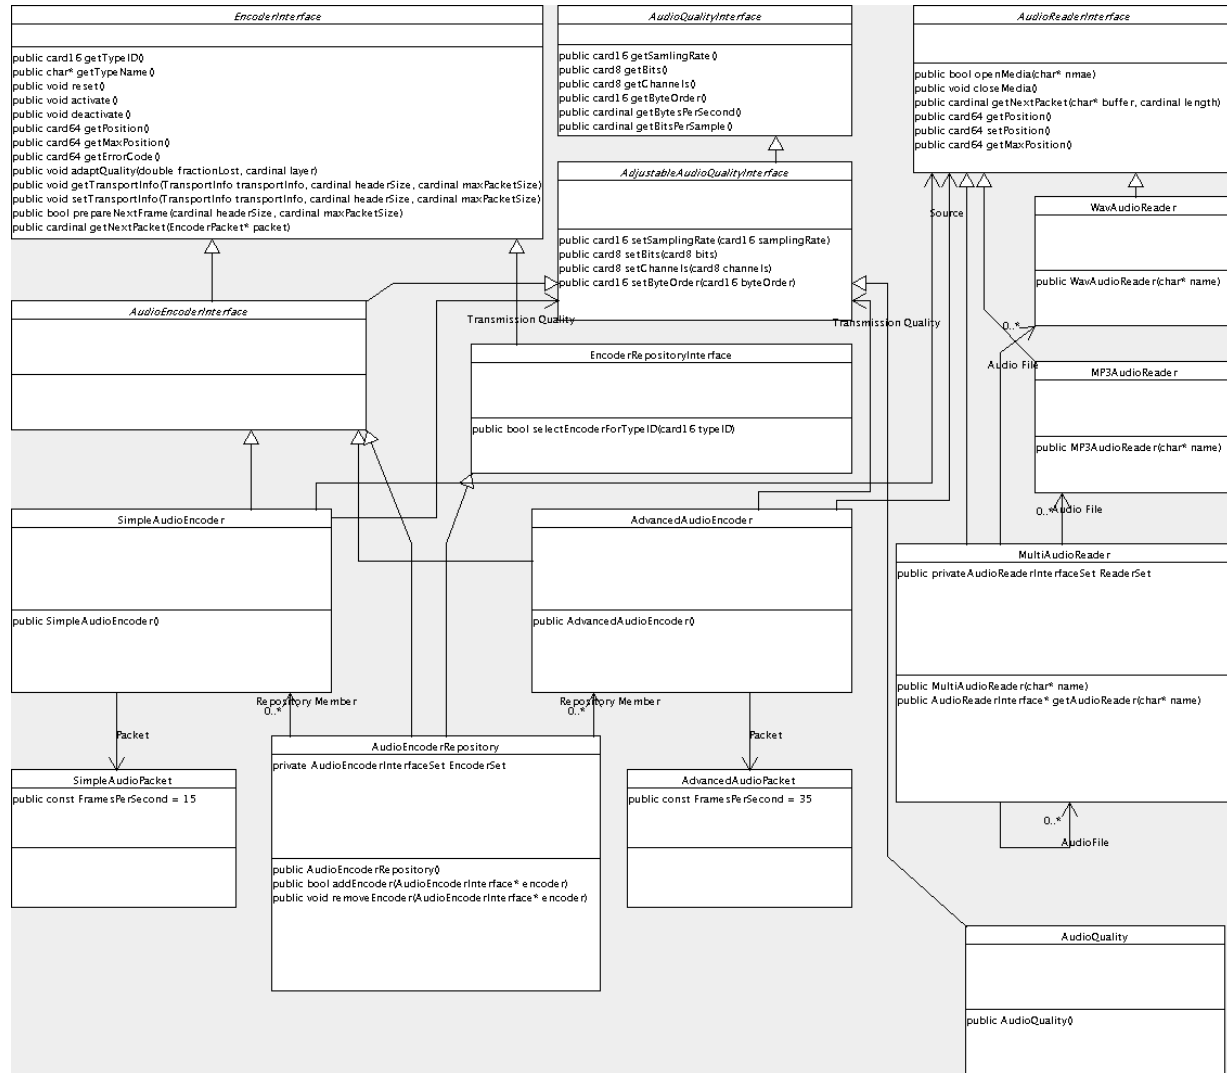 EncoderInterface
public card16 getTypeID()
public char* getTypeName()
public void reset()
public void activate()
public void deactivate()
public card64 getPosition()
public card64 getMaxPosition()
public card64 getErrorCode()
public void adaptQuality(double fractionLost, cardinal layer)
public void getTransportInfo(TransportInfo transportInfo, cardinal headerSize, cardinal maxPacketSize)
public void setTransportInfo(TransportInfo transportInfo, cardinal headerSize, cardinal maxPacketSize)
public bool prepareNextFrame(cardinal headerSize, cardinal maxPacketSize)
public cardinal getNextPacket(EncoderPacket* packet)
AudioQualityInterface
public card16 getSamlingRate()
public card8 getBits()
public card8 getChannels()
public card16 getByteOrder()
public cardinal getBytesPerSecond()
public cardinal getBitsPerSample()
AudioReaderInterface
public bool openMedia(char* nmae)
public void closeMedia()
public cardinal getNextPacket(char* buffer, cardinal length)
public card64 getPosition()
public card64 setPosition()
public card64 getMaxPosition()
AdjustableAudioQualityInterface
public card16 setSamplingRate(card16 samplingRate)
public card8 setBits(card8 bits)
public card8 setChannels(card8 channels)
public card16 setByteOrder(card16 byteOrder)
Source
WavAudioReader
public WavAudioReader(char* name)
AudioEncoderInterface
Transmission Quality
Transmission Quality
0..*
Audio File
EncoderRepositoryInterface
public bool selectEncoderForTypeID(card16 typeID)
MP3AudioReader
public MP3AudioReader(char* name)
0..*
Audio File
SimpleAudioEncoder
public SimpleAudioEncoder()
AdvancedAudioEncoder
public AdvancedAudioEncoder()
MultiAudioReader
public privateAudioReaderInterfaceSet ReaderSet
public MultiAudioReader(char* name)
public AudioReaderInterface* getAudioReader(char* name)
Repository Member
0..*
Repository Member
0..*
Packet
Packet
SimpleAudioPacket
public const FramesPerSecond = 15
AudioEncoderRepository
private AudioEncoderInterfaceSet EncoderSet
public AudioEncoderRepository()
public bool addEncoder(AudioEncoderInterface* encoder)
public void removeEncoder(AudioEncoderInterface* encoder)
AdvancedAudioPacket
public const FramesPerSecond = 35
0..*
AudioFile
AudioQuality
public AudioQuality()